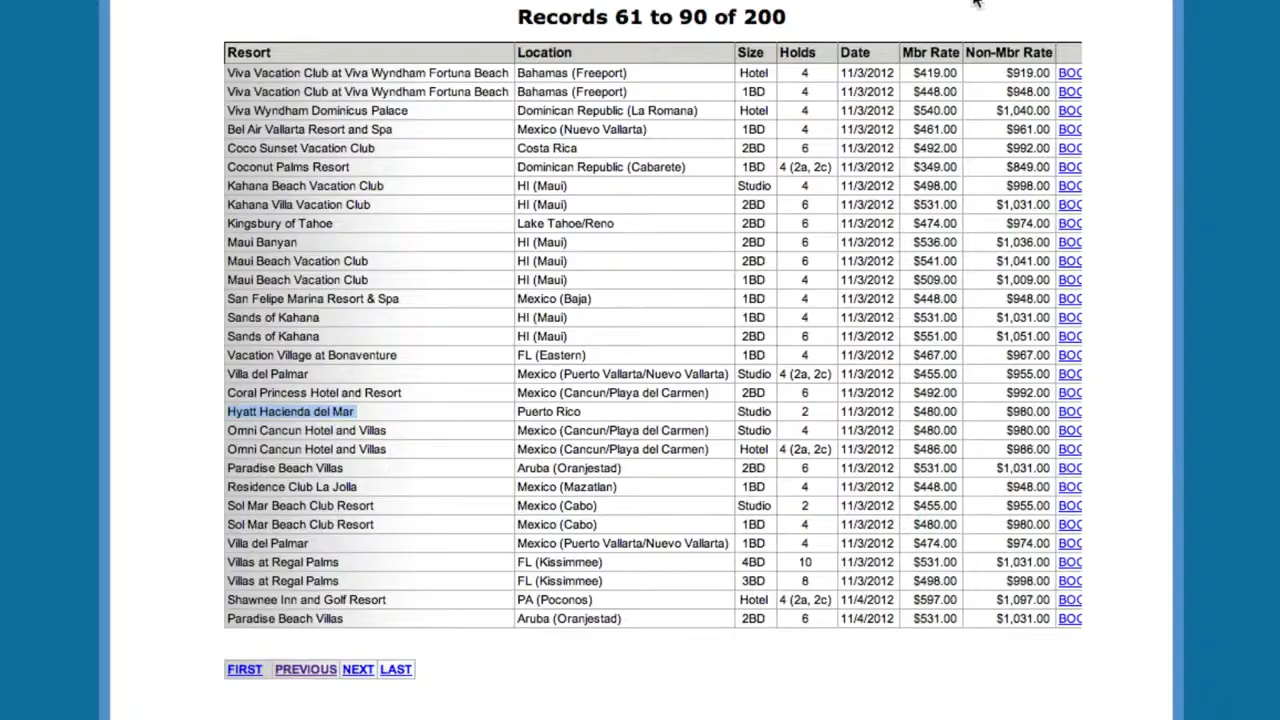 Records 61 to 90 of 200
Resort Location Size Holds Date Mbr Rate Non-Mbr Rate
Viva Vacation Club at Viva Wyndham Fortuna Beach Bahamas (Freeport) Hotel 4 11/3/2012 $419.00 $919.00 BOO
Viva Vacation Club at Viva Wyndham Fortuna Beach Bahamas (Freeport) 1BD 4 11/3/2012 $448.00 $948.00 BOO
Viva Wyndham Dominicus Palace Dominican Republic (La Romana) Hotel 4 11/3/2012 $540.00 $1,040.00 BOO
Bel Air Vallarta Resort and Spa Mexico (Nuevo Vallarta) 1BD 4 11/3/2012 $461.00 $961.00 BOO
Coco Sunset Vacation Club Costa Rica 2BD 6 11/3/2012 $492.00 $992.00 BOO
Coconut Palms Resort Dominican Republic (Cabarete) 1BD 4 (2a, 2c) 11/3/2012 $349.00 $849.00 BOO
Kahana Beach Vacation Club HI (Maui) Studio 4 11/3/2012 $498.00 $998.00 BOO
Kahana Villa Vacation Club HI (Maui) 2BD 6 11/3/2012 $531.00 $1,031.00 BOO
Kingsbury of Tahoe Lake Tahoe/Reno 2BD 6 11/3/2012 $474.00 $974.00 BOO
Maui Banyan HI (Maui) 2BD 6 11/3/2012 $536.00 $1,036.00 BOO
Maui Beach Vacation Club HI (Maui) 2BD 6 11/3/2012 $541.00 $1,041.00 BOO
Maui Beach Vacation Club HI (Maui) 1BD 4 11/3/2012 $509.00 $1,009.00 BOO
San Felipe Marina Resort & Spa Mexico (Baja) 1BD 4 11/3/2012 $448.00 $948.00 BOO
Sands of Kahana HI (Maui) 1BD 4 11/3/2012 $531.00 $1,031.00 BOO
Sands of Kahana HI (Maui) 2BD 6 11/3/2012 $551.00 $1,051.00 BOO
Vacation Village at Bonaventure FL (Eastern) 1BD 4 11/3/2012 $467.00 $967.00 BOO
Villa del Palmar Mexico (Puerto Vallarta/Nuevo Vallarta) Studio 4 (2a, 2c) 11/3/2012 $455.00 $955.00 BOO
Coral Princess Hotel and Resort Mexico (Cancun/Playa del Carmen) 2BD 6 11/3/2012 $492.00 $992.00 BOO
Hyatt Hacienda del Mar Puerto Rico Studio 2 11/3/2012 $480.00 $980.00 BOO
Omni Cancun Hotel and Villas Mexico (Cancun/Playa del Carmen) Studio 4 11/3/2012 $480.00 $980.00 BOO
Omni Cancun Hotel and Villas Mexico (Cancun/Playa del Carmen) Hotel 4 (2a, 2c) 11/3/2012 $486.00 $986.00 BOO
Paradise Beach Villas Aruba (Oranjestad) 2BD 6 11/3/2012 $531.00 $1,031.00 BOO
Residence Club La Jolla Mexico (Mazatlan) 1BD 4 11/3/2012 $448.00 $948.00 BOO
Sol Mar Beach Club Resort Mexico (Cabo) Studio 2 11/3/2012 $455.00 $955.00 BOO
Sol Mar Beach Club Resort Mexico (Cabo) 1BD 4 11/3/2012 $480.00 $980.00 BOO
Villa del Palmar Mexico (Puerto Vallarta/Nuevo Vallarta) 1BD 4 11/3/2012 $474.00 $974.00 BOO
Villas at Regal Palms FL (Kissimmee) 4BD 10 11/3/2012 $531.00 $1,031.00 BOO
Villas at Regal Palms FL (Kissimmee) 3BD 8 11/3/2012 $498.00 $998.00 BOO
Shawnee Inn and Golf Resort PA (Poconos) Hotel 4 (2a, 2c) 11/4/2012 $597.00 $1,097.00 BOO
Paradise Beach Villas Aruba (Oranjestad) 2BD 6 11/4/2012 $531.00 $1,031.00 BOO
FIRST PREVIOUS NEXT LAST